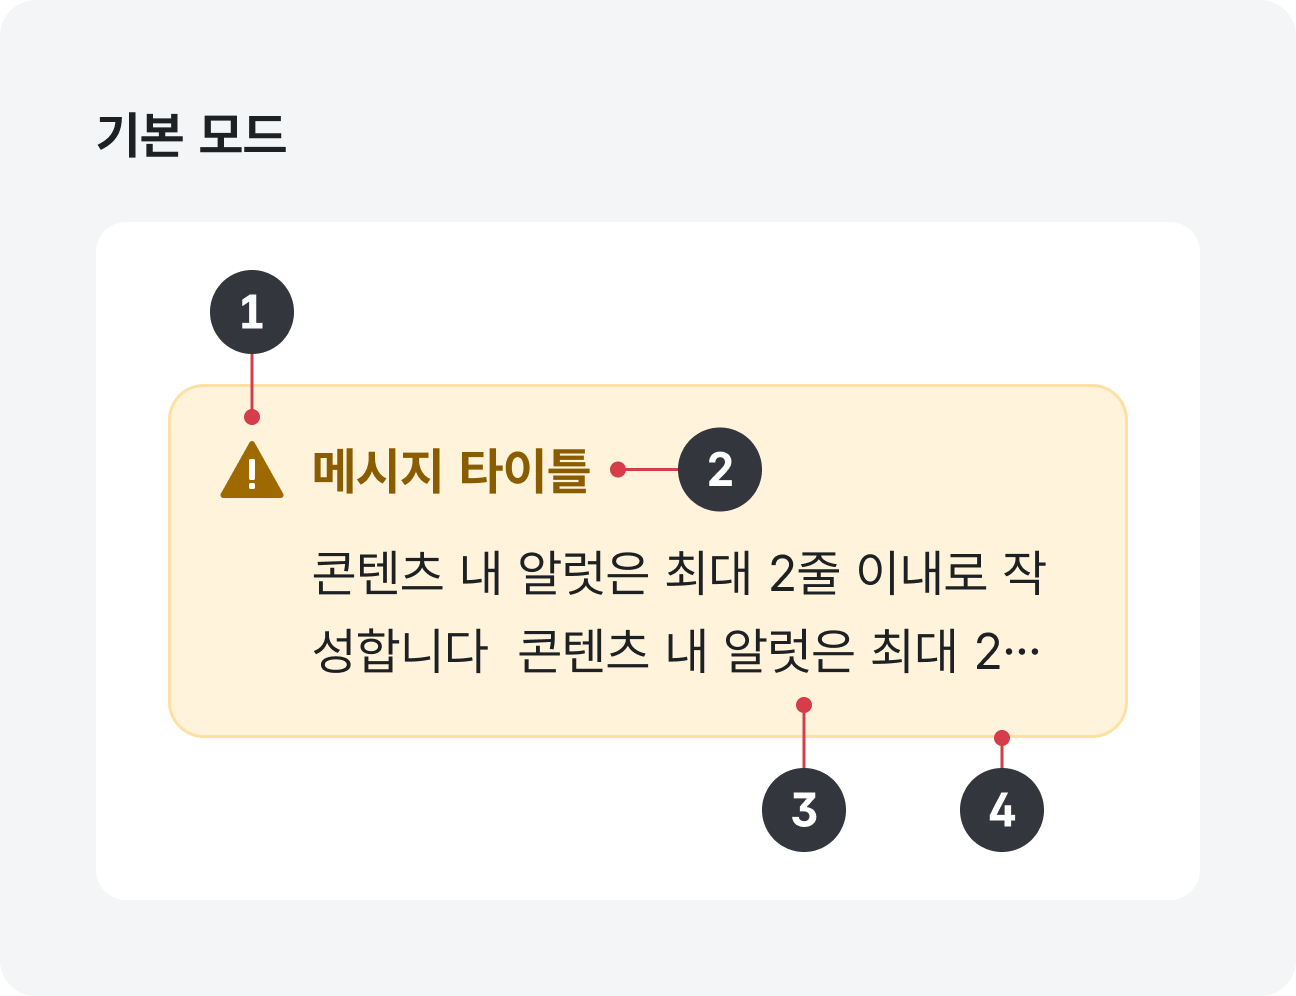 기본 모드
1
메시지 타이틀
2
콘텐츠 내 알럿은 최대 2줄 이내로 작
성합니다  콘텐츠 내 알럿은 최대 2…
3
4